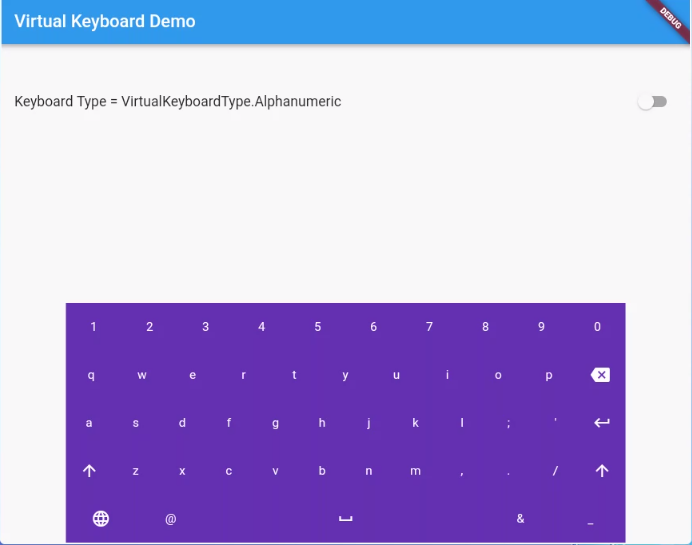 Virtual Keyboard Demo
DEBUG
Keyboard Type = VirtualKeyboardType.Alphanumeric
1 2 3 4 5 6 7 8 9 0
q w e r t y u i o p
a s d f g h j k l ; '
z x c v b n m , . /
@ & _